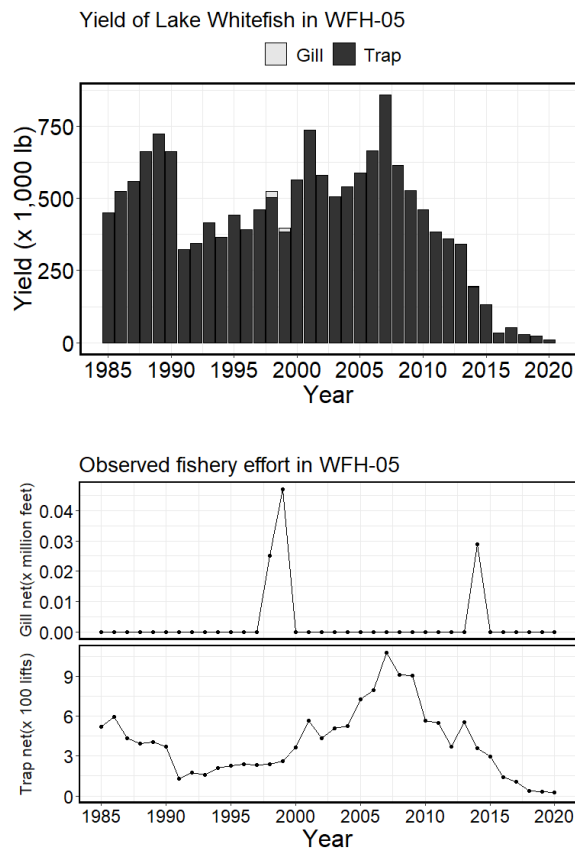 Yield of Lake Whitefish in WFH-05
Gill Trap
Yield (x 1,000 lb)
750
500
250
0
1985 1990 1995 2000 2005 2010 2015 2020
Year
Observed fishery effort in WFH-05
Gill net(x million feet)
0.04
0.03
0.02
0.01
0.00
Trap net(x 100 lifts)
9
6
3
0
1985 1990 1995 2000 2005 2010 2015 2020
Year